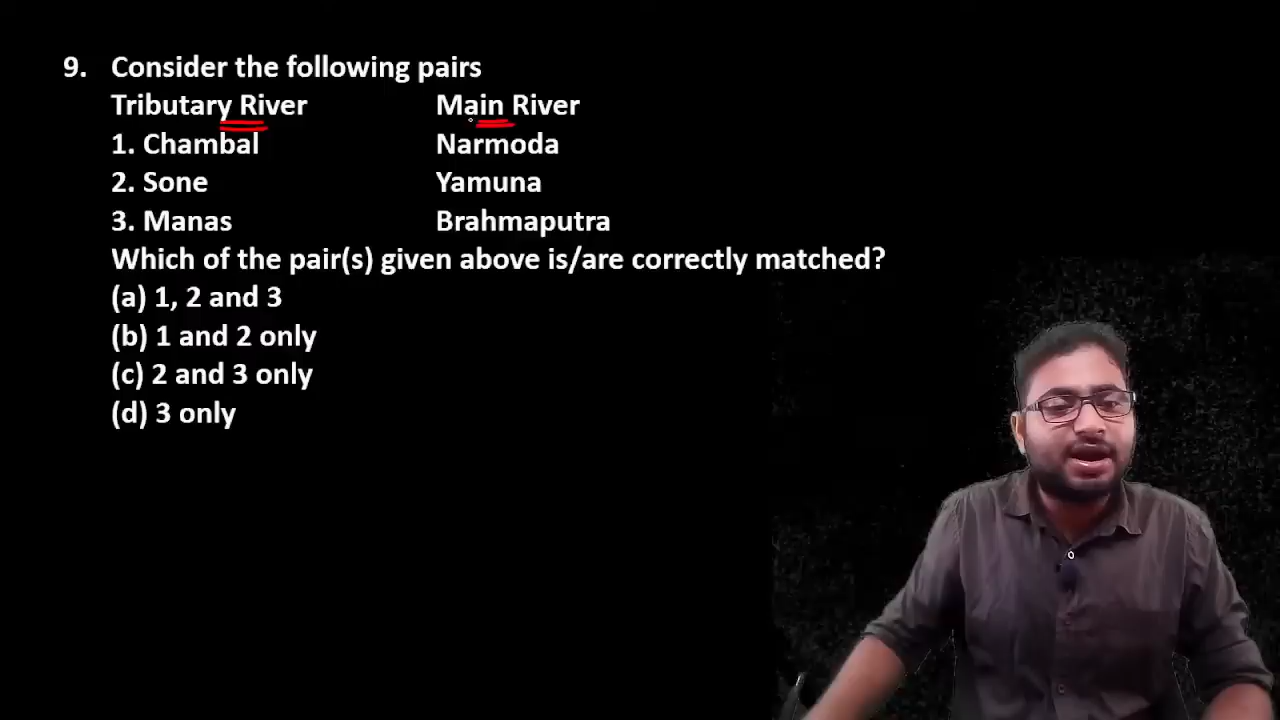 9. Consider the following pairs
Tributary River Main River
1. Chambal Narmoda
2. Sone Yamuna
3. Manas Brahmaputra
Which of the pair(s) given above is/are correctly matched?
(a) 1, 2 and 3
(b) 1 and 2 only
(c) 2 and 3 only
(d) 3 only